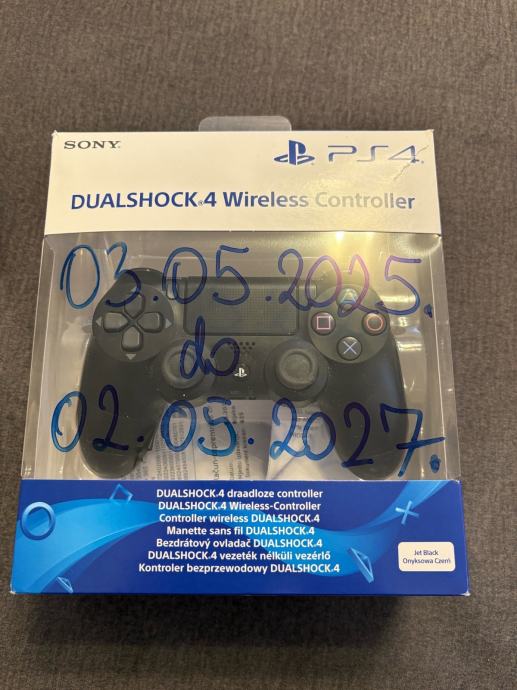 SONY
PS4
DUALSHOCK®4 Wireless Controller
03.05.2025.
do
02.05.2027.
DUALSHOCK®4 draadloze controller
DUALSHOCK®4 Wireless-Controller
Controller wireless DUALSHOCK®4
Manette sans fil DUALSHOCK®4
Bezdrátový ovladač DUALSHOCK®4
DUALSHOCK®4 vezeték nélküli vezérlő
Kontroler bezprzewodowy DUALSHOCK®4
Jet Black
Onyksowa Czerń